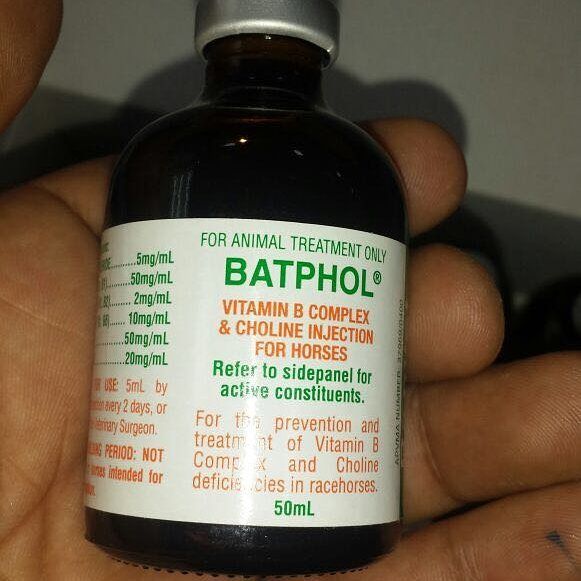 5mg/mL
50mg/mL
2mg/mL
10mg/mL
50mg/mL
20mg/mL
USE: 5mL by
every 2 days, or
Surgeon.
PERIOD: NOT
intended for
FOR ANIMAL TREATMENT ONLY
BATPHOL®
VITAMIN B COMPLEX
& CHOLINE INJECTION
FOR HORSES
Refer to sidepanel for
active constituents.
For the prevention and
treatment of Vitamin B
Complex and Choline
deficiencies in racehorses.
50mL
APVMA NUMBER